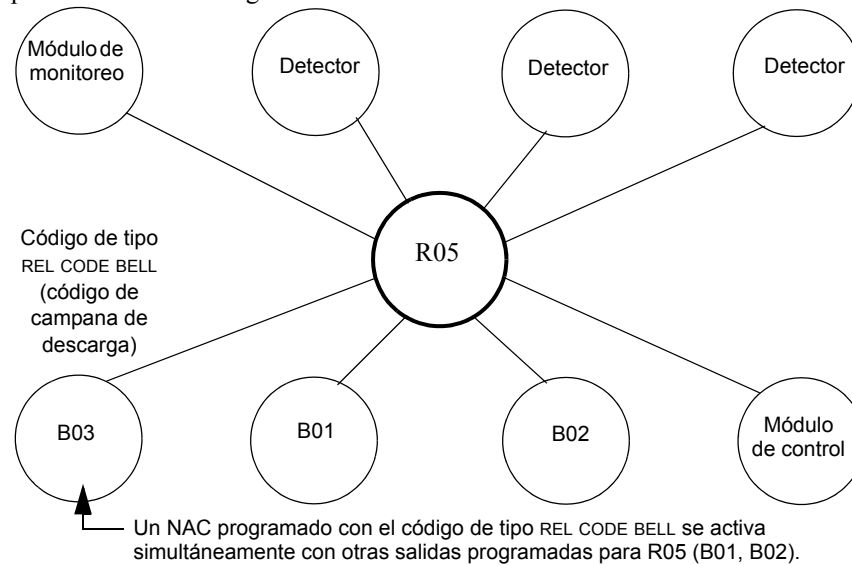 Módulo de
monitoreo
Detector
Detector
Detector
R05
Código de tipo
REL CODE BELL
(código de
campana de
descarga)
B03
B01
B02
Módulo
de control
Un NAC programado con el código de tipo REL CODE BELL se activa
simultáneamente con otras salidas programadas para R05 (B01, B02).